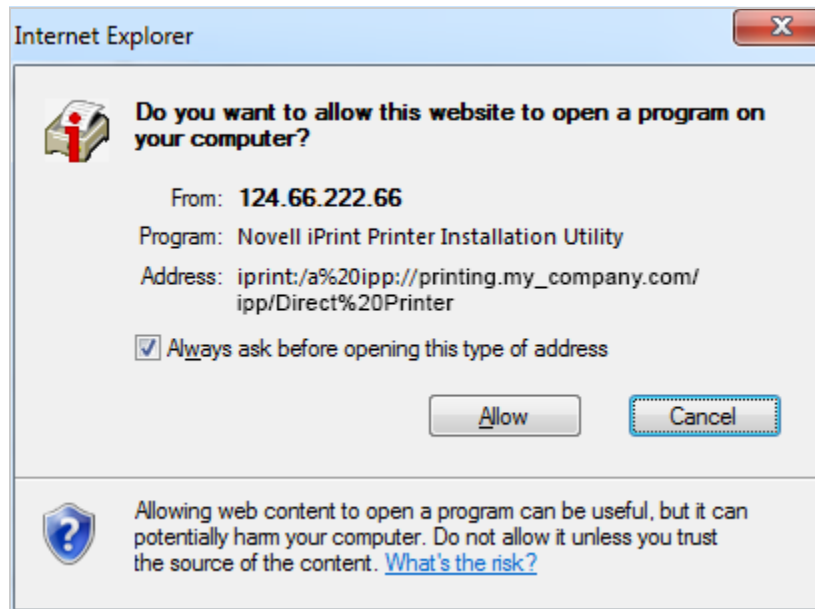 Internet Explorer
Do you want to allow this website to open a program on
your computer?
From: 124.66.222.66
Program: Novell iPrint Printer Installation Utility
Address: iprint:/a%20ipp://printing.my_company.com/
ipp/Direct%20Printer
Always ask before opening this type of address
Allow Cancel
Allowing web content to open a program can be useful, but it can
potentially harm your computer. Do not allow it unless you trust
the source of the content. What's the risk?